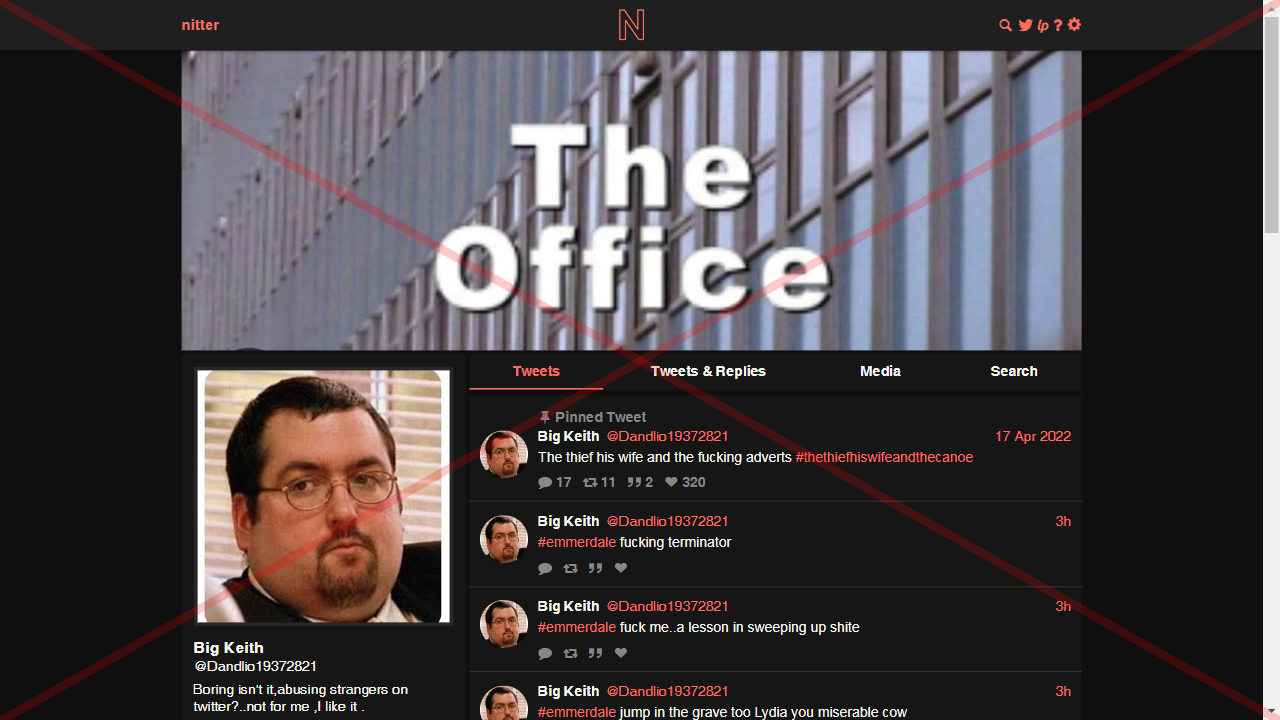 nitter
N
lp ?
The
Office
Tweets
Tweets & Replies
Media
Search
Pinned Tweet
Big Keith @Dandlio19372821 17 Apr 2022
The thief his wife and the fucking adverts #thethiefhiswifeandthecanoe
17 11 2 320
Big Keith @Dandlio19372821 3h
#emmerdale fucking terminator
Big Keith @Dandlio19372821 3h
#emmerdale fuck me..a lesson in sweeping up shite
Big Keith @Dandlio19372821 3h
#emmerdale jump in the grave too Lydia you miserable cow
Big Keith
@Dandlio19372821
Boring isn't it,abusing strangers on
twitter?..not for me ,I like it .